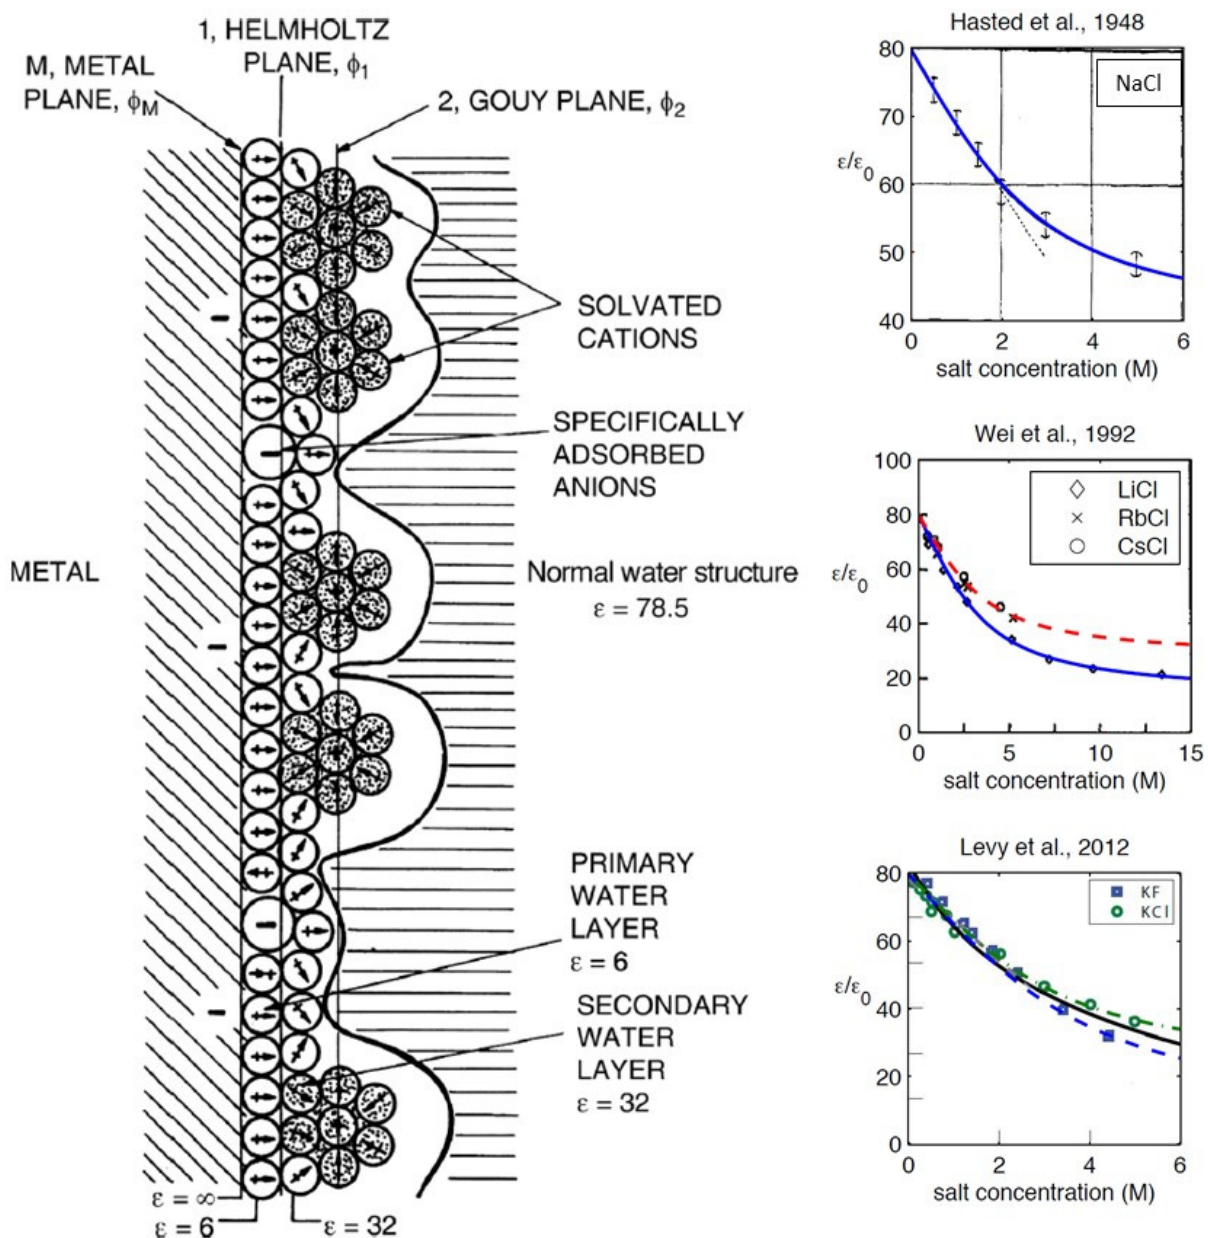 1, HELMHOLTZ
PLANE, ϕ1
M, METAL
PLANE, ϕM
2, GOUY PLANE, ϕ2
SOLVATED
CATIONS
SPECIFICALLY
ADSORBED
ANIONS
METAL
Normal water structure
ε = 78.5
PRIMARY
WATER
LAYER
ε = 6
SECONDARY
WATER
LAYER
ε = 32
ε = ∞
ε = 6
ε = 32
Hasted et al., 1948
NaCl
80
70
60
50
40
ε/ε0
0 2 4 6
salt concentration (M)
Wei et al., 1992
LiCl
RbCl
CsCl
100
80
60
40
20
0
ε/ε0
0 5 10 15
salt concentration (M)
Levy et al., 2012
KF
KCl
80
60
40
20
0
ε/ε0
0 2 4 6
salt concentration (M)